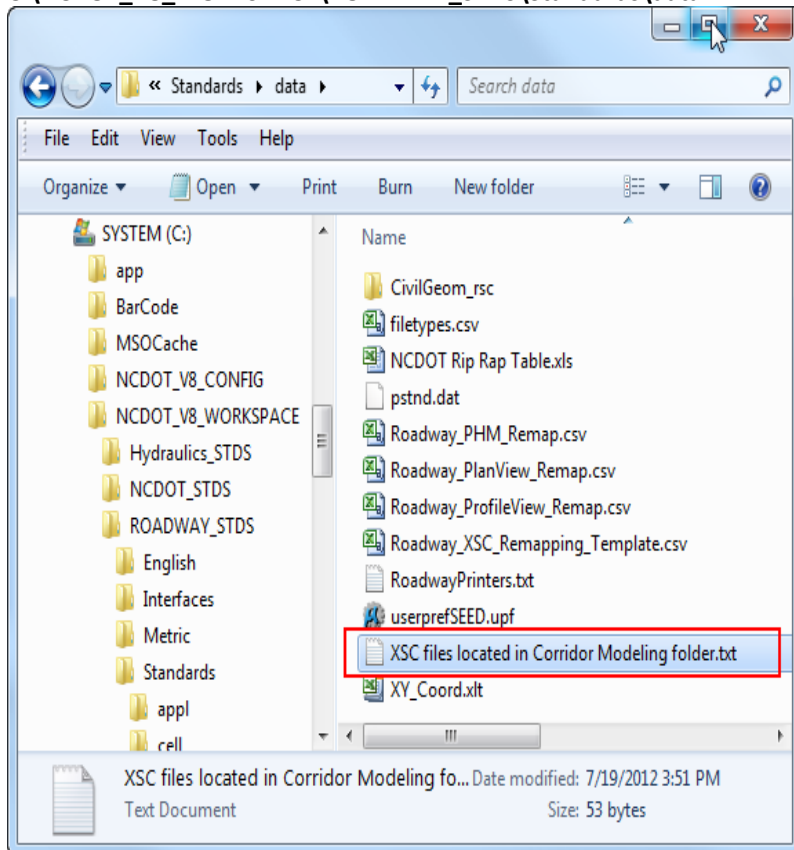 « Standards ▸ data ▸
Search data
File Edit View Tools Help
Organize Open Print Burn New folder
SYSTEM (C:)
app
BarCode
MSOCache
NCDOT_V8_CONFIG
NCDOT_V8_WORKSPACE
Hydraulics_STDS
NCDOT_STDS
ROADWAY_STDS
English
Interfaces
Metric
Standards
appl
cell
Name
CivilGeom_rsc
filetypes.csv
NCDOT Rip Rap Table.xls
pstnd.dat
Roadway_PHM_Remap.csv
Roadway_PlanView_Remap.csv
Roadway_ProfileView_Remap.csv
Roadway_XSC_Remapping_Template.csv
RoadwayPrinters.txt
userprefSEED.upf
XSC files located in Corridor Modeling folder.txt
XY_Coord.xlt
XSC files located in Corridor Modeling fo... Date modified: 7/19/2012 3:51 PM
Text Document Size: 53 bytes